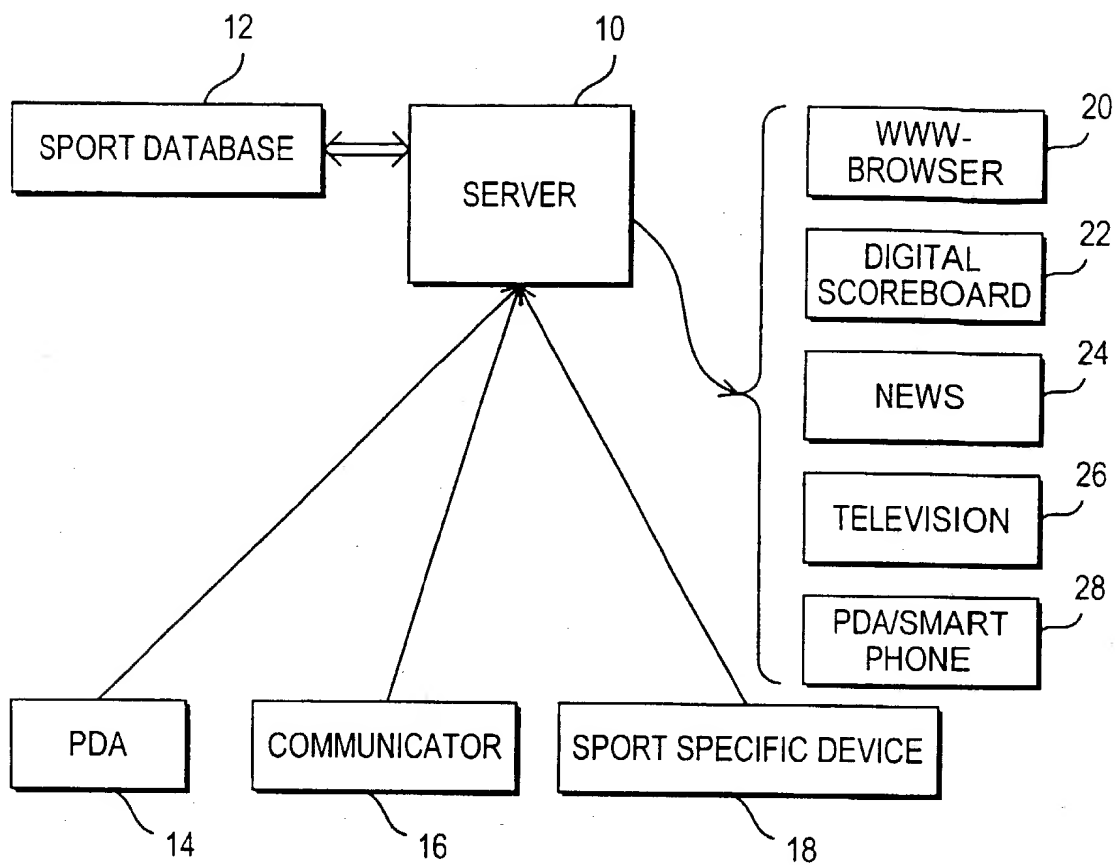 12
10
SPORT DATABASE
SERVER
WWW-
BROWSER
20
DIGITAL
SCOREBOARD
22
NEWS
24
TELEVISION
26
PDA/SMART
PHONE
28
PDA
COMMUNICATOR
SPORT SPECIFIC DEVICE
14
16
18